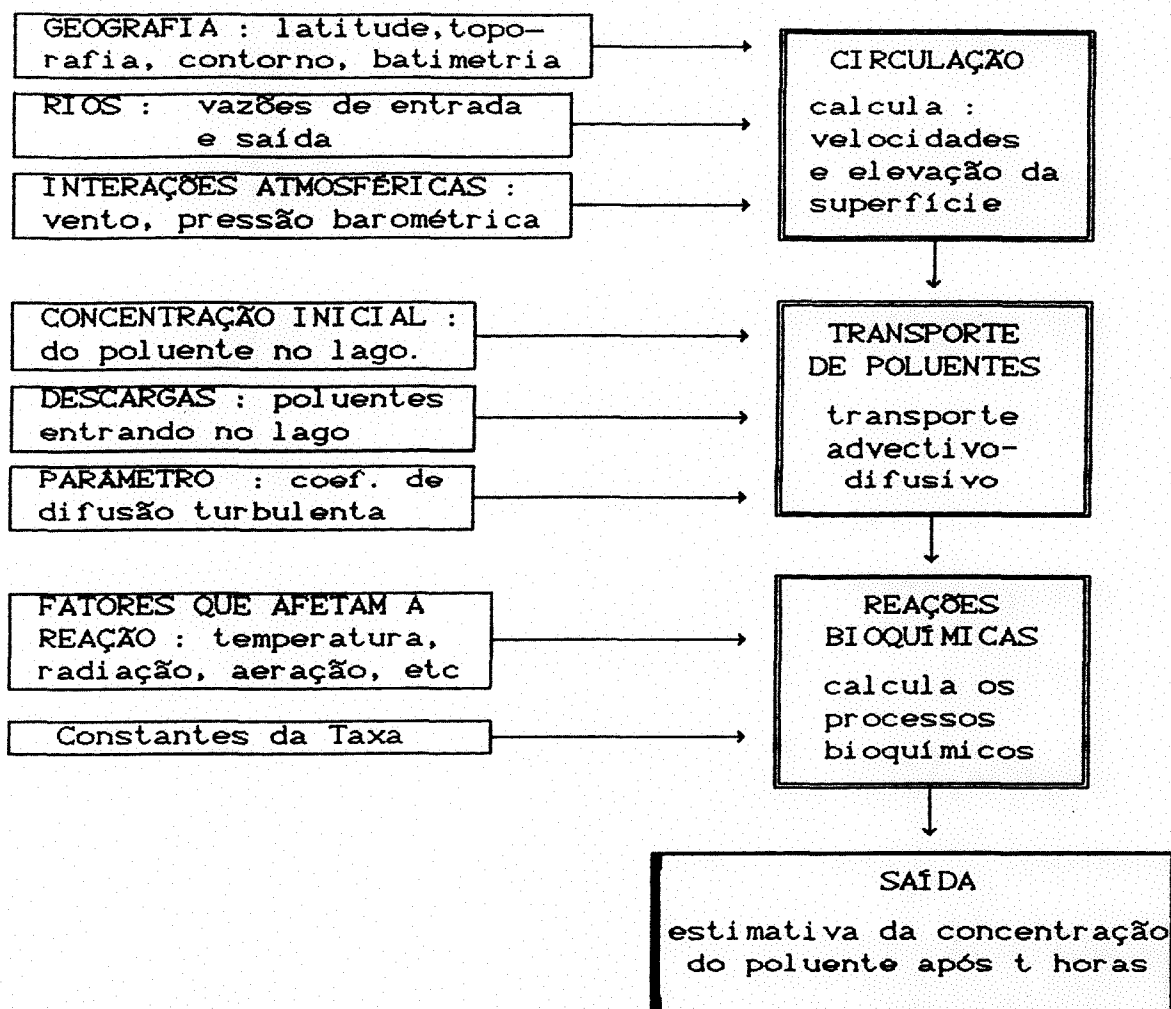 GEOGRAFIA : latitude,topo-
rafia, contorno, batimetria
RIOS : vazões de entrada
e saída
INTERAÇÕES ATMOSFÉRICAS :
vento, pressão barométrica
CIRCULAÇÃO
calcula :
velocidades
e elevação da
superfície
CONCENTRAÇÃO INICIAL :
do poluente no lago.
DESCARGAS : poluentes
entrando no lago
PARÂMETRO : coef. de
difusão turbulenta
TRANSPORTE
DE POLUENTES
transporte
advectivo-
difusivo
FATORES QUE AFETAM A
REAÇÃO : temperatura,
radiação, aeração, etc
Constantes da Taxa
REAÇÕES
BIOQUÍMICAS
calcula os
processos
bioquímicos
SAÍDA
estimativa da concentração
do poluente após t horas